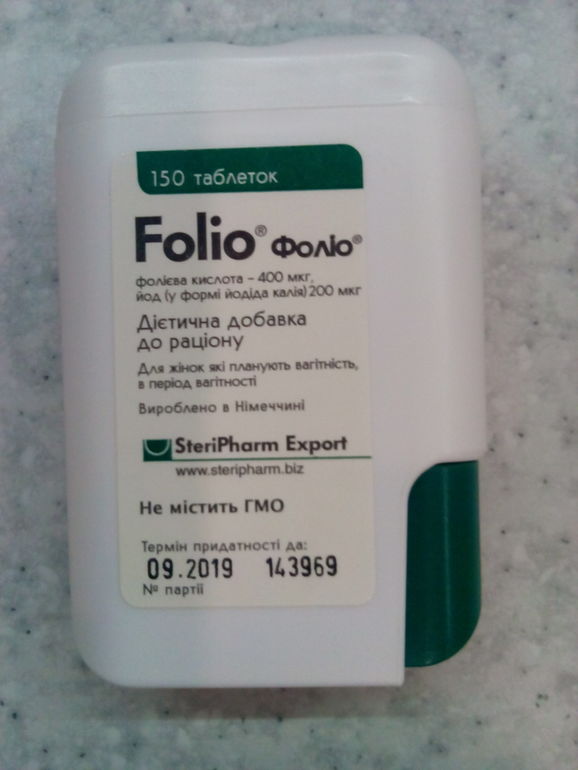 150 таблеток
Folio® Фоліо®
фолієва кислота – 400 мкг,
йод (у формі йодіда калія) 200 мкг
Дієтична добавка
до раціону
Для жінок які планують вагітність,
в період вагітності
Вироблено в Німеччині
SteriPharm Export
www.steripharm.biz
Не містить ГМО
Термін придатності да:
09.2019 143969
№ партії